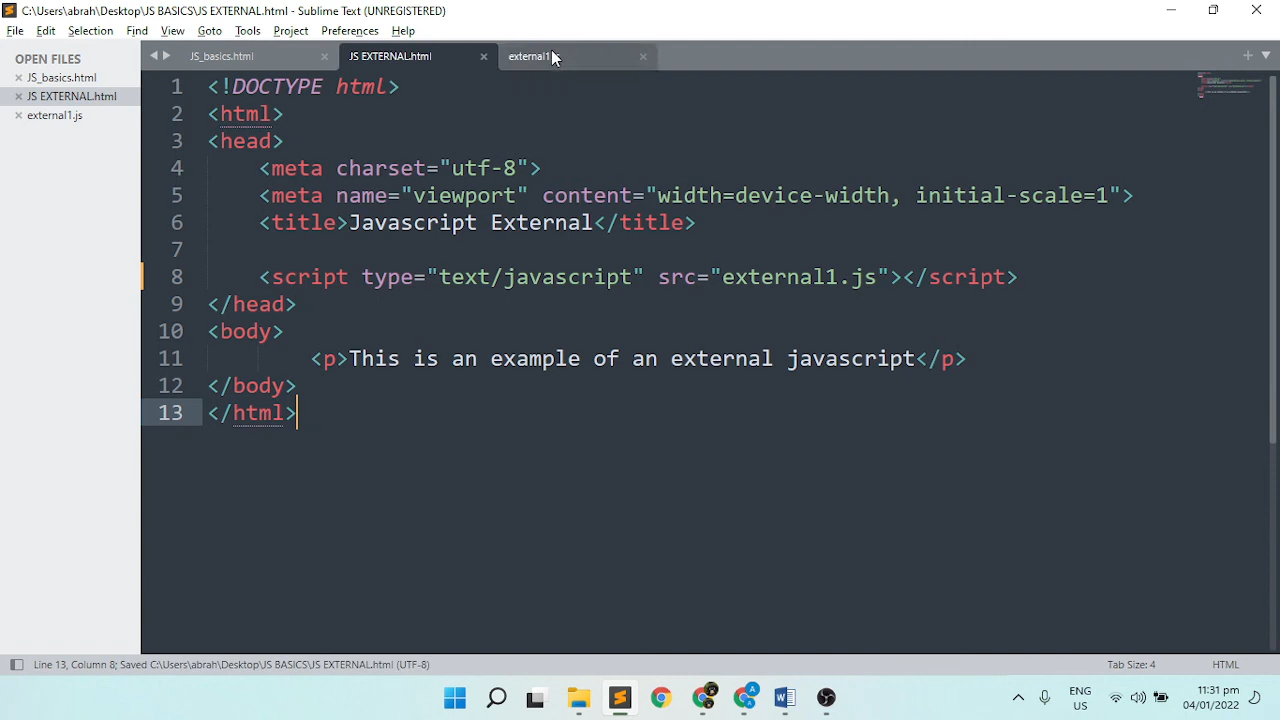 C:\Users\abrah\Desktop\JS BASICS\JS EXTERNAL.html - Sublime Text (UNREGISTERED)
File Edit Selection Find View Goto Tools Project Preferences Help
OPEN FILES
JS_basics.html
JS EXTERNAL.html
external1.js
JS_basics.html JS EXTERNAL.html external1.js
1 <!DOCTYPE html>
2 <html>
3 <head>
4 <meta charset="utf-8">
5 <meta name="viewport" content="width=device-width, initial-scale=1">
6 <title>Javascript External</title>
7
8 <script type="text/javascript" src="external1.js"></script>
9 </head>
10 <body>
11 <p>This is an example of an external javascript</p>
12 </body>
13 </html>
Line 13, Column 8; Saved C:\Users\abrah\Desktop\JS BASICS\JS EXTERNAL.html (UTF-8) Tab Size: 4 HTML
ENG
US
11:31 pm
04/01/2022